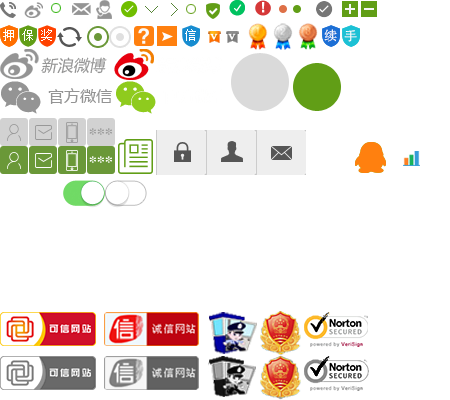 押 保 奖 ? 信 V V 续 手
新浪微博
官方微信
***
***
可信网站 信 诚信网站 Norton
SECURED
powered by VeriSign
可信网站 信 诚信网站 Norton
SECURED
powered by VeriSign